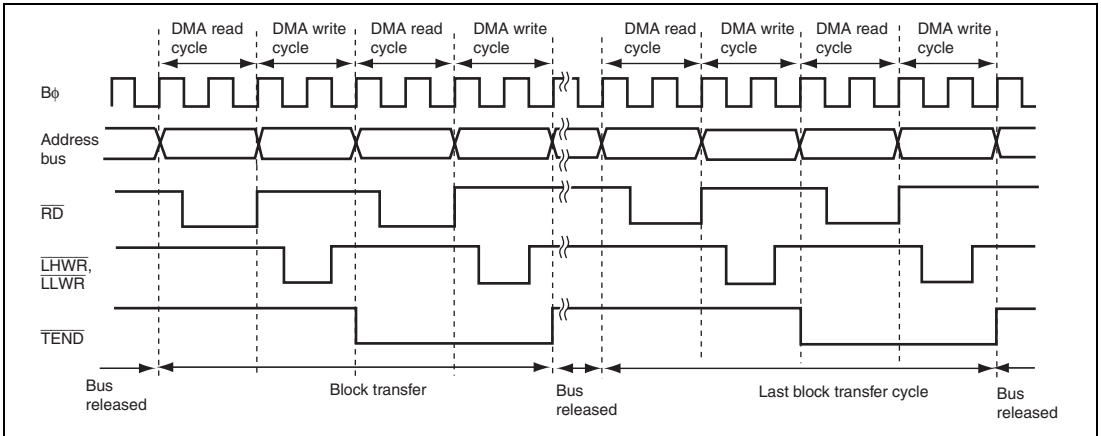 DMA read cycle
DMA write cycle
DMA read cycle
DMA write cycle
DMA read cycle
DMA write cycle
DMA read cycle
DMA write cycle
Bφ
Address
bus
RD
LHWR,
LLWR
TEND
Bus
released
Block transfer
Bus
released
Last block transfer cycle
Bus
released